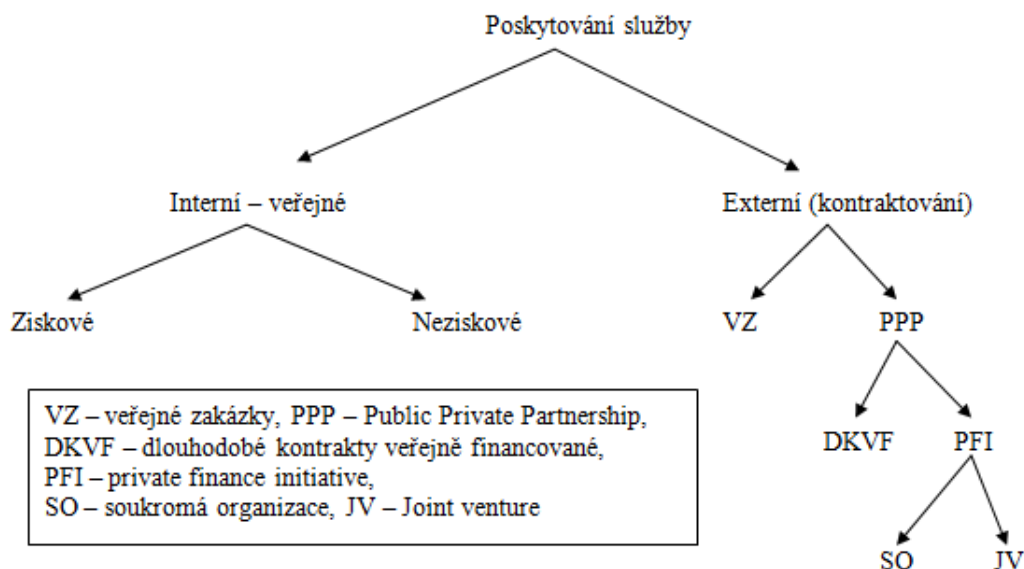 Poskytování služby
Interní – veřejné
Externí (kontraktování)
Ziskové
Neziskové
VZ
PPP
VZ – veřejné zakázky, PPP – Public Private Partnership,
DKVF – dlouhodobé kontrakty veřejně financované,
PFI – private finance initiative,
SO – soukromá organizace, JV – Joint venture
DKVF
PFI
SO
JV